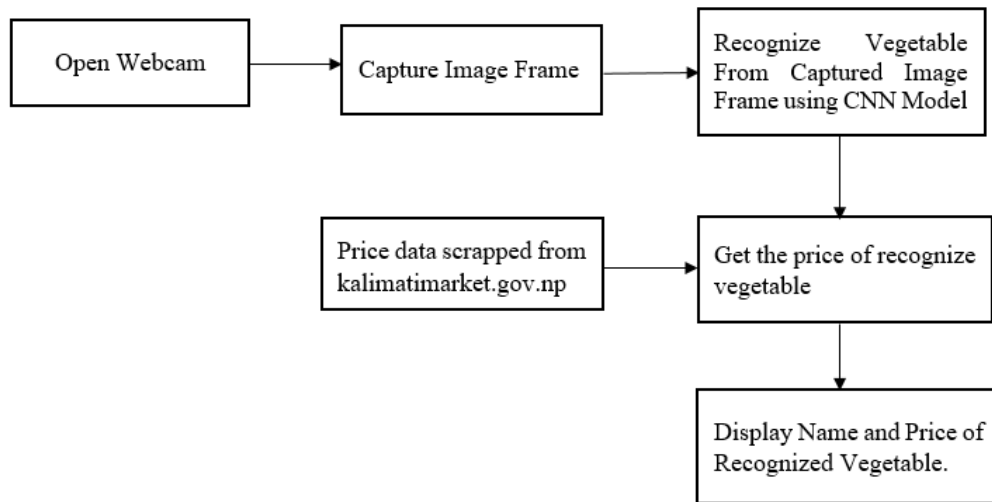 Open Webcam
Capture Image Frame
Recognize Vegetable
From Captured Image
Frame using CNN Model
Price data scrapped from
kalimatimarket.gov.np
Get the price of recognize
vegetable
Display Name and Price of
Recognized Vegetable.